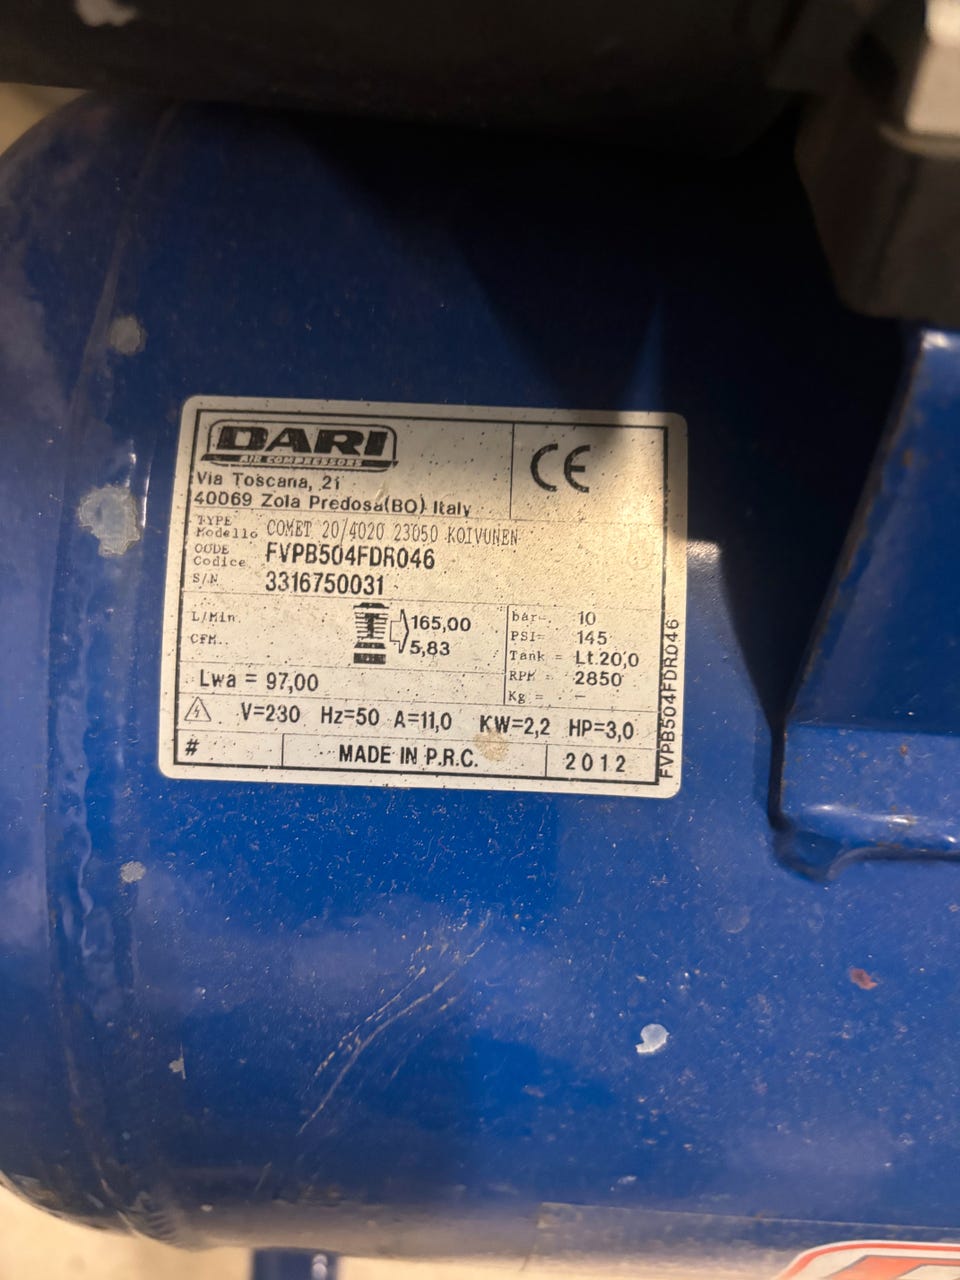 DARI
AIR COMPRESSORS
CE
Via Toscana, 21
40069 Zola Predosa(BO) Italy
TYPE
Modello COMET 20/4020 23050 KOIVUNEN
CODE
Codice FVPB504FDR046
S/N 3316750031
L/Min. 165,00
CFM. 5,83
bar= 10
PSI= 145
Tank = Lt.20,0
RPM = 2850
Kg = -
Lwa = 97,00
V=230 Hz=50 A=11,0 KW=2,2 HP=3,0
# MADE IN P.R.C. 2012
FVPB504FDR046